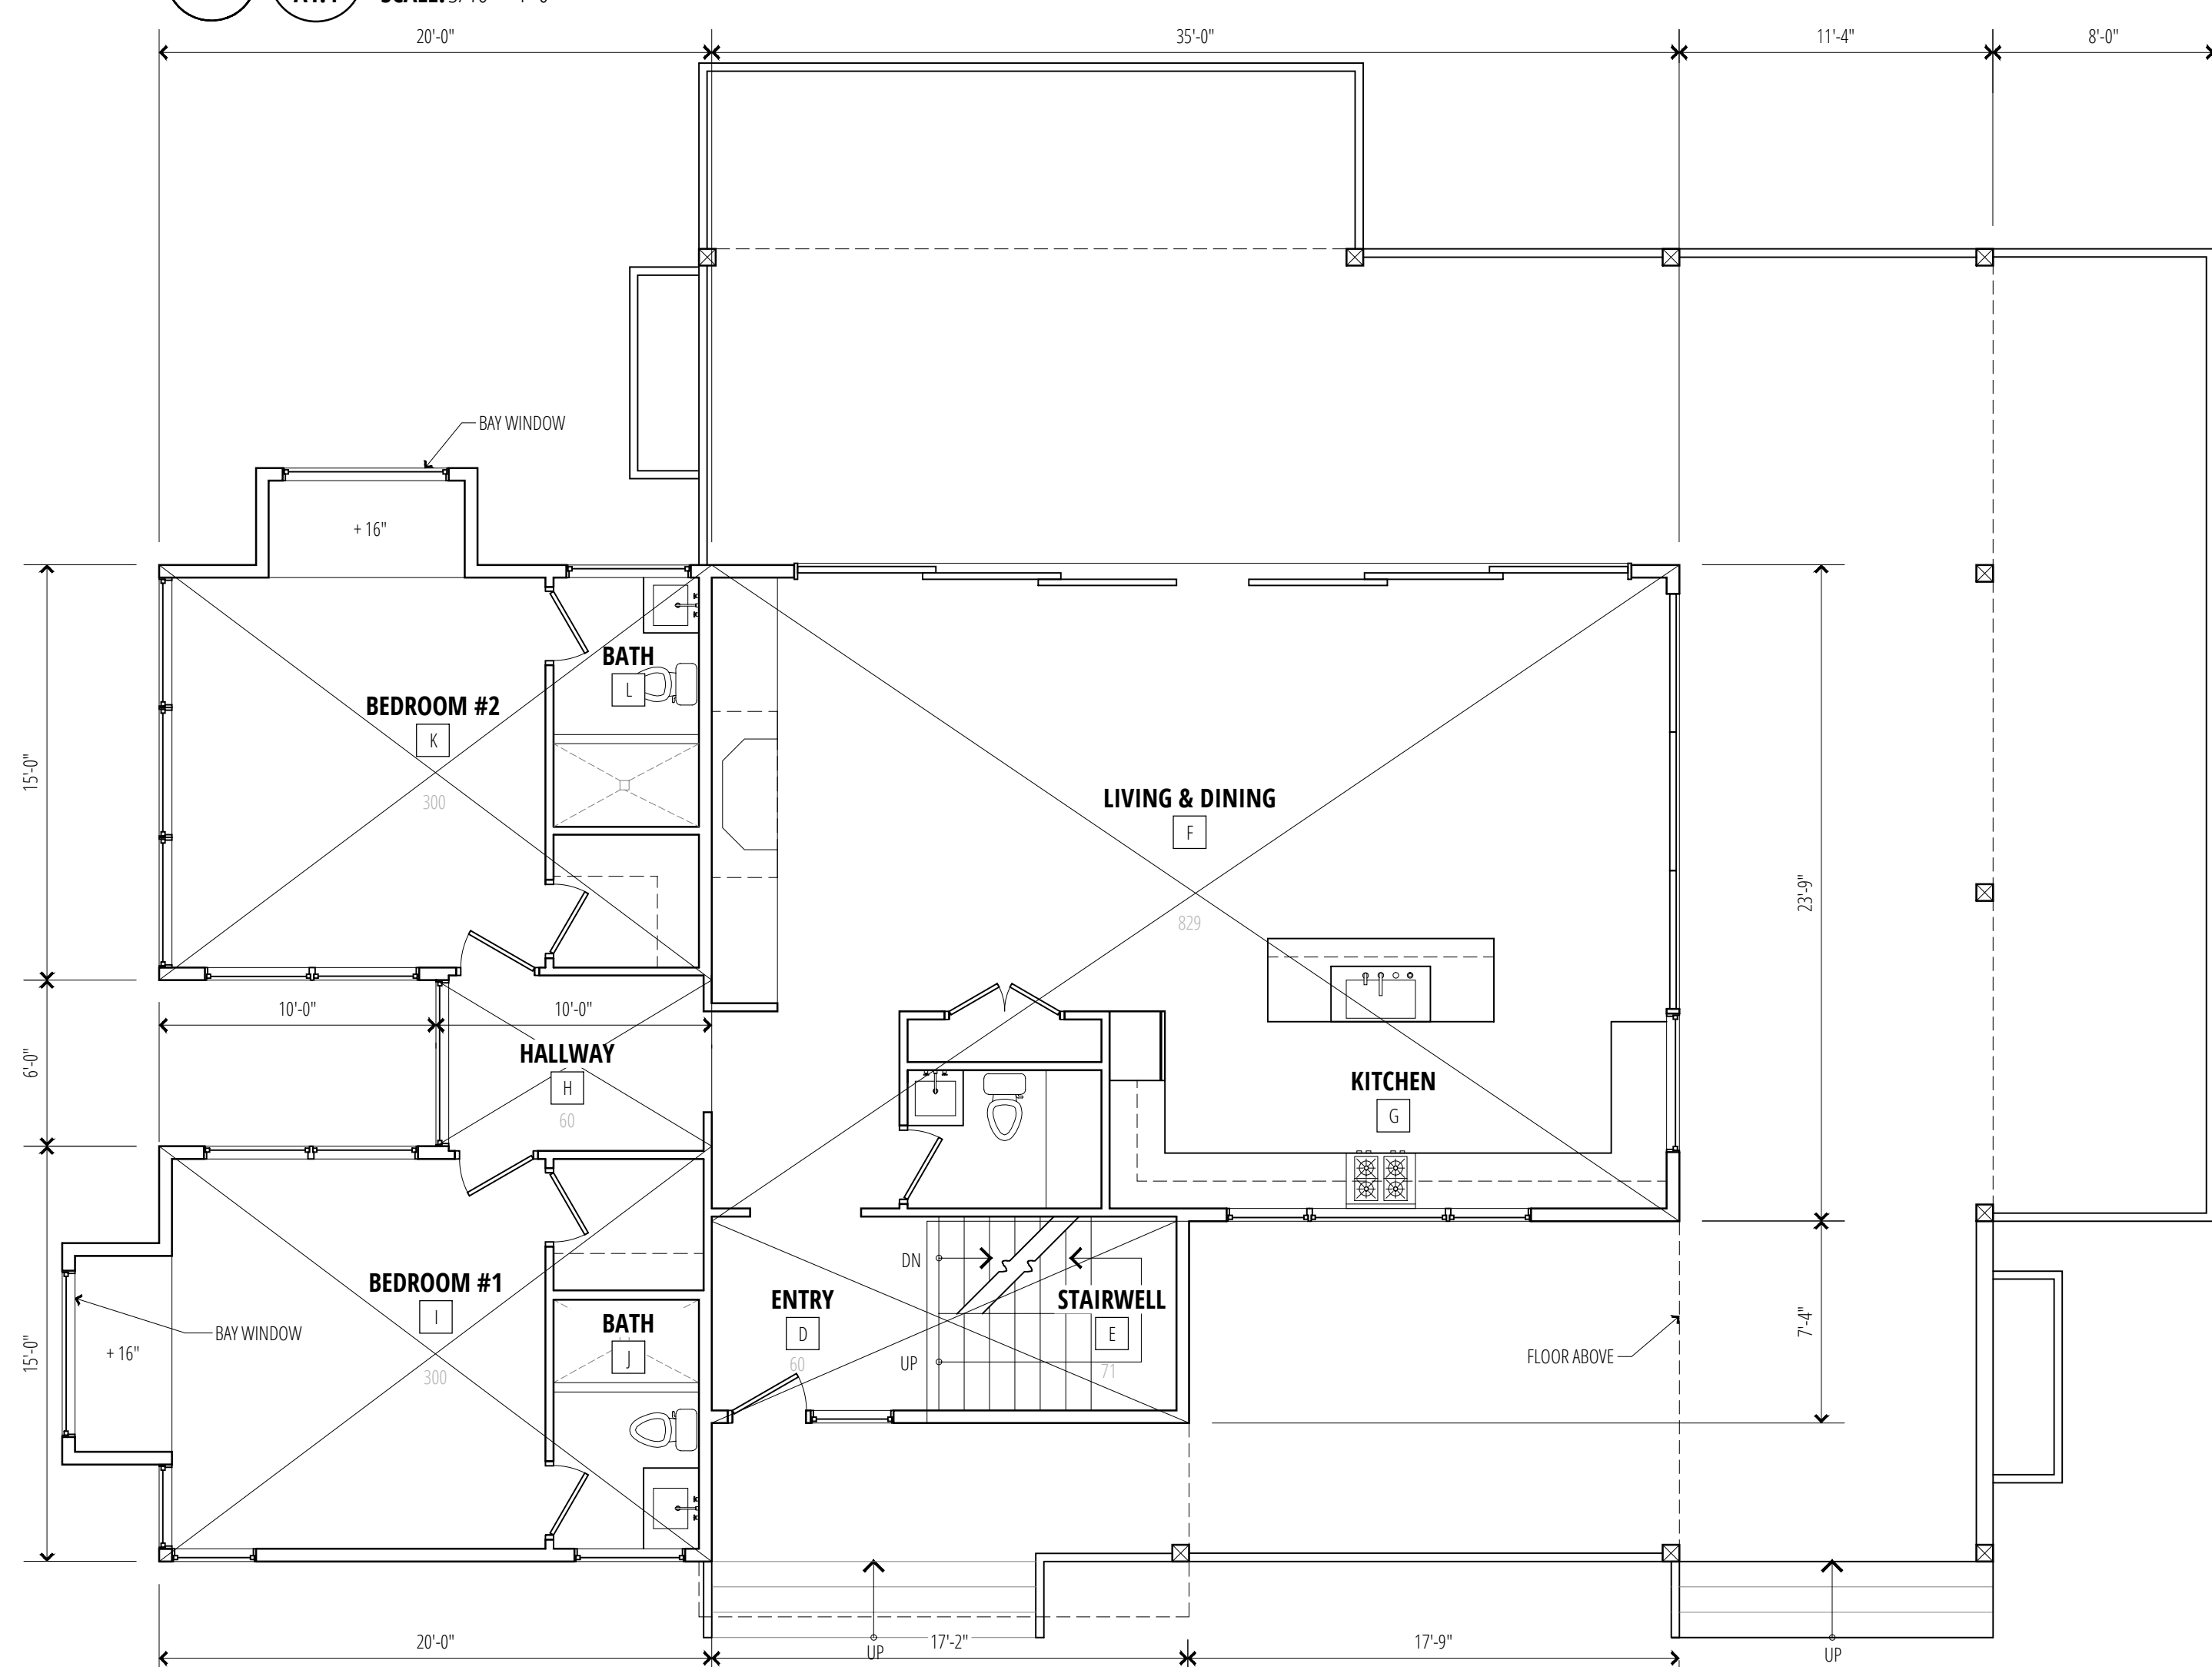 20'-0"
35'-0"
11'-4"
8'-0"
BAY WINDOW
+ 16"
BATH
L
BEDROOM #2
K
300
15'-0"
LIVING & DINING
F
829
23'-9"
10'-0"
10'-0"
HALLWAY
H
60
6'-0"
KITCHEN
G
BEDROOM #1
I
300
BAY WINDOW
+ 16"
15'-0"
BATH
J
DN
ENTRY
D
60
UP
STAIRWELL
E
71
FLOOR ABOVE
7'-4"
20'-0"
UP
17'-2"
17'-9"
UP